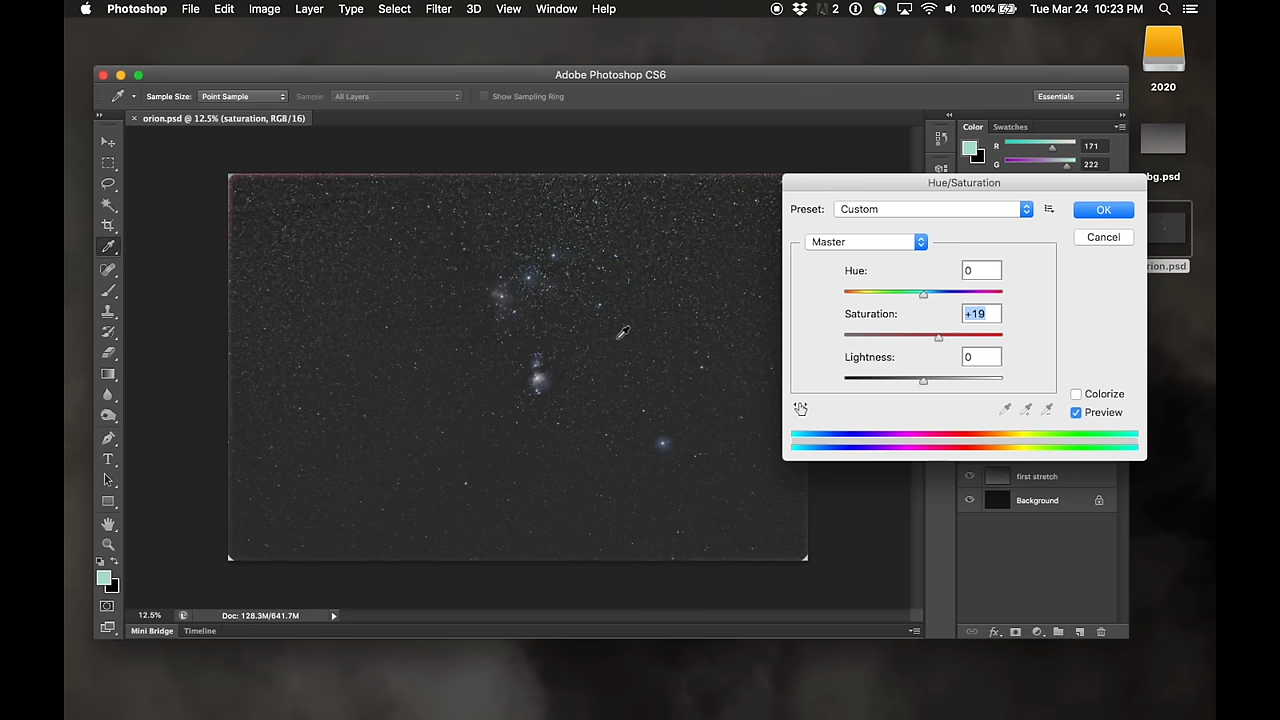 Photoshop File Edit Image Layer Type Select Filter 3D View Window Help 2 100% Tue Mar 24 10:23 PM
2020
Adobe Photoshop CS6
Sample Size: Point Sample Sample: All Layers Show Sampling Ring Essentials
orion.psd @ 12.5% (saturation, RGB/16)
Color Swatches
R 171
G 222
bg.psd
Hue/Saturation
Preset: Custom OK
Master Cancel
Hue: 0
Saturation: +19
Lightness: 0
Colorize
Preview
rion.psd
first stretch
Background
12.5% Doc: 128.3M/641.7M
Mini Bridge Timeline